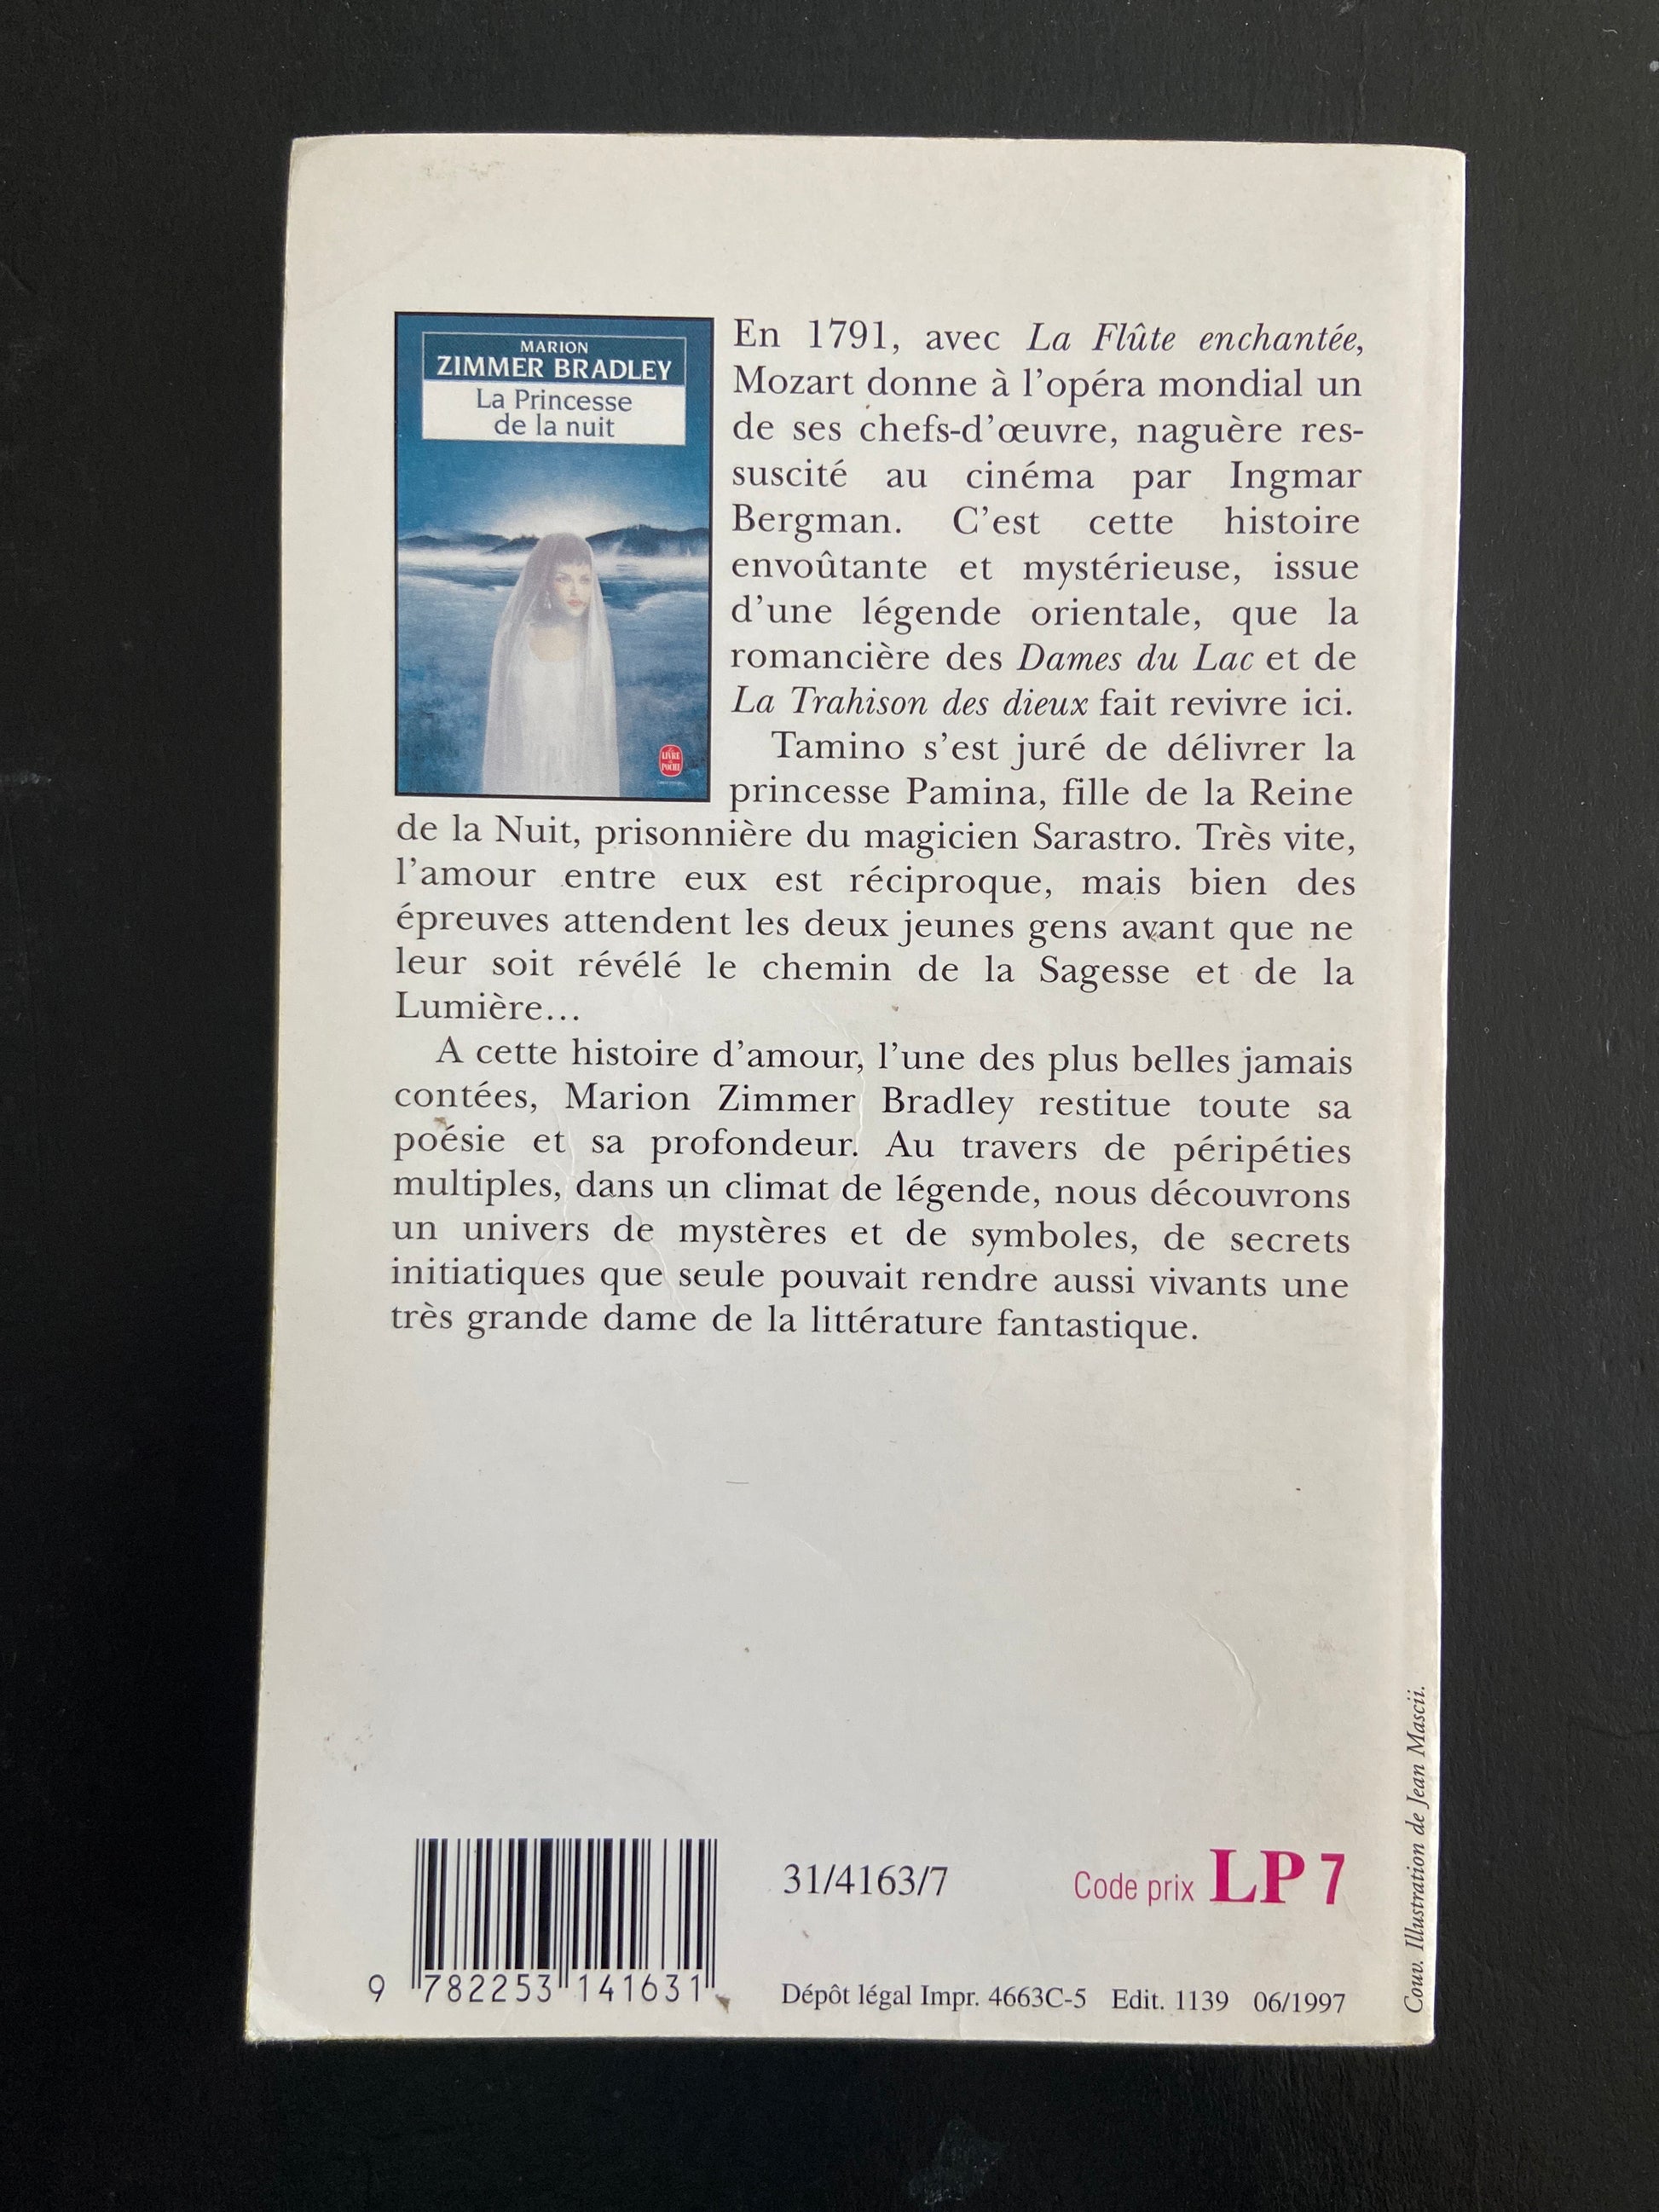 MARION
ZIMMER BRADLEY
La Princesse
de la nuit
LE
LIVRE
DE
POCHE
En 1791, avec La Flûte enchantée,
Mozart donne à l'opéra mondial un
de ses chefs-d'œuvre, naguère res-
suscité au cinéma par Ingmar
Bergman. C'est cette histoire
envoûtante et mystérieuse, issue
d'une légende orientale, que la
romancière des Dames du Lac et de
La Trahison des dieux fait revivre ici.
Tamino s'est juré de délivrer la
princesse Pamina, fille de la Reine
de la Nuit, prisonnière du magicien Sarastro. Très vite,
l'amour entre eux est réciproque, mais bien des
épreuves attendent les deux jeunes gens avant que ne
leur soit révélé le chemin de la Sagesse et de la
Lumière...
A cette histoire d'amour, l'une des plus belles jamais
contées, Marion Zimmer Bradley restitue toute sa
poésie et sa profondeur. Au travers de péripéties
multiples, dans un climat de légende, nous découvrons
un univers de mystères et de symboles, de secrets
initiatiques que seule pouvait rendre aussi vivants une
très grande dame de la littérature fantastique.
Couv. Illustration de Jean Mascii.
31/4163/7
Code prix LP 7
9 782253 141631
Dépôt légal Impr. 4663C-5 Edit. 1139 06/1997